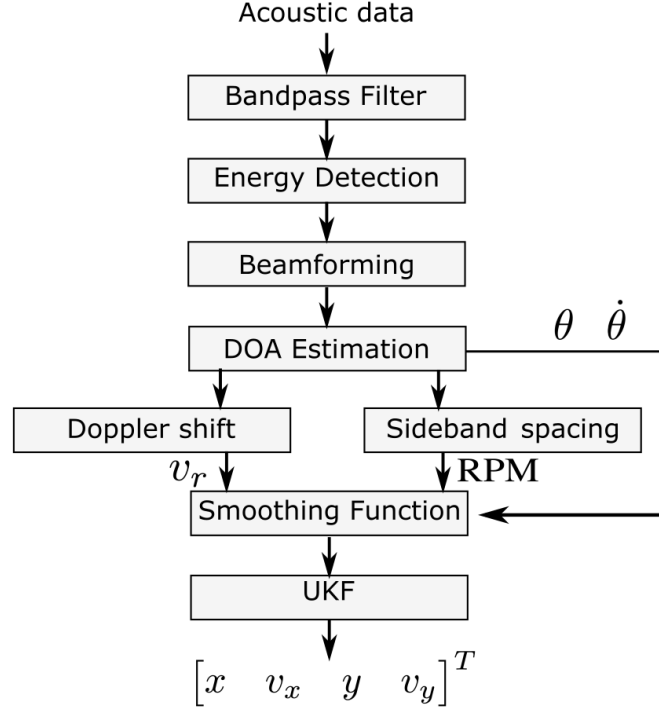 Acoustic data
Bandpass Filter
Energy Detection
Beamforming
DOA Estimation
θ θ̇
Doppler shift
Sideband spacing
v_r
RPM
Smoothing Function
UKF
[x v_x y v_y]^T